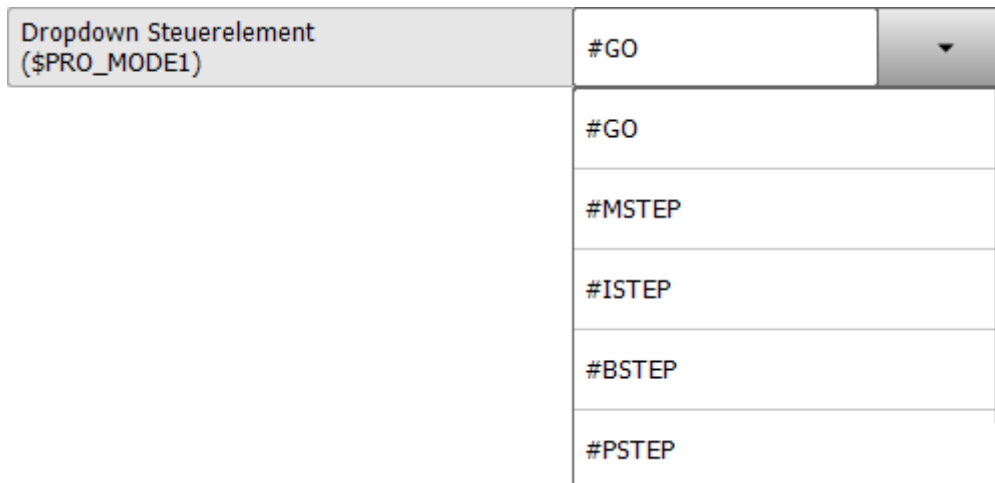 Dropdown Steuerelement
($PRO_MODE1)
#GO
#GO
#MSTEP
#ISTEP
#BSTEP
#PSTEP